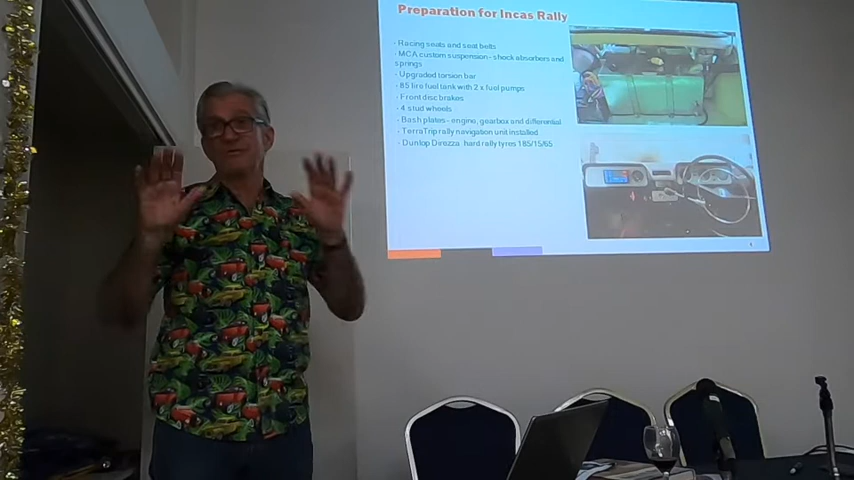 Preparation for Incas Rally
• Racing seats and seat belts
• MCA custom suspension - shock absorbers and
springs
• Upgraded torsion bar
• 85 litre fuel tank with 2 x fuel pumps
• Front disc brakes
• 4 stud wheels
• Bash plates – engine, gearbox and differential
• TerraTrip rally navigation unit installed
• Dunlop Drezza hard rally tyres 185/15/65